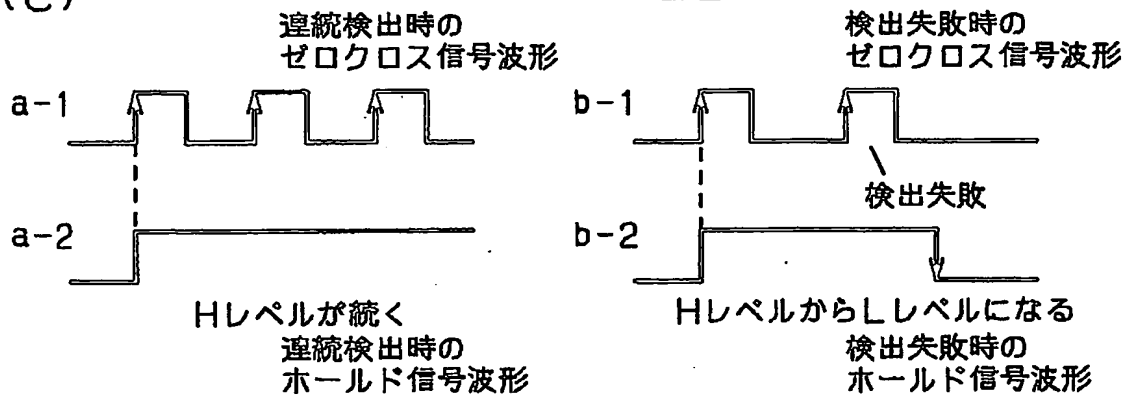 連続検出時の
ゼロクロス信号波形
a-1
a-2
Hレベルが続く
連続検出時の
ホールド信号波形
検出失敗時の
ゼロクロス信号波形
b-1
検出失敗
b-2
HレベルからLレベルになる
検出失敗時の
ホールド信号波形